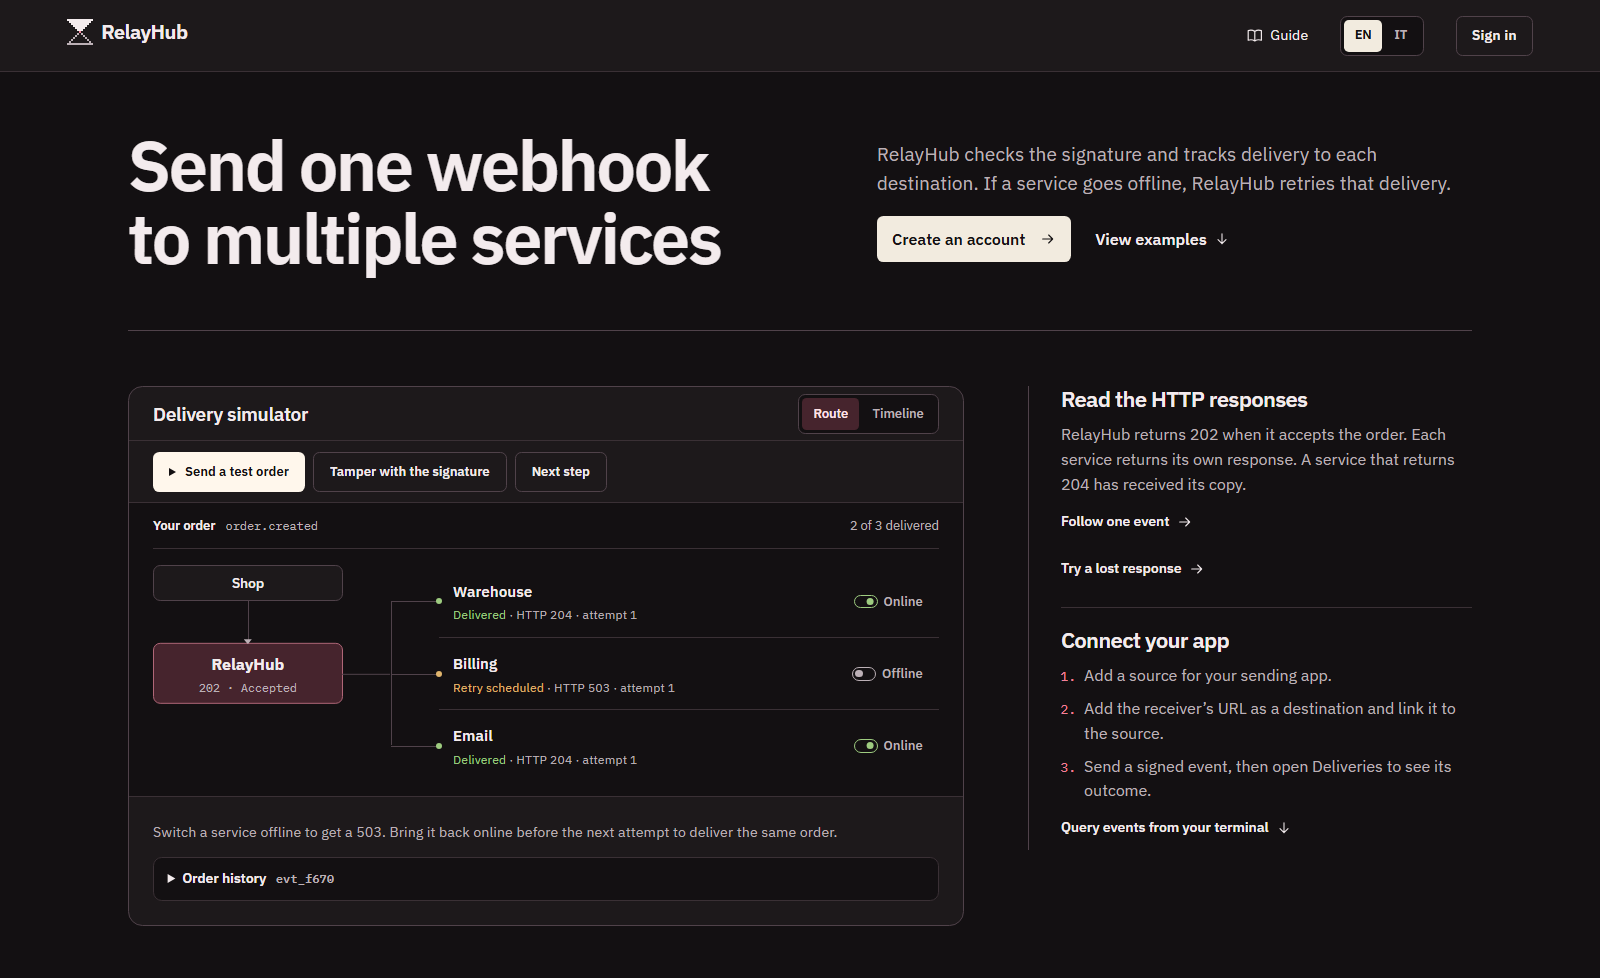 RelayHub
Guide
EN
IT
Sign in
Send one webhook
to multiple services
RelayHub checks the signature and tracks delivery to each
destination. If a service goes offline, RelayHub retries that delivery.
Create an account →
View examples ↓
Delivery simulator
Route
Timeline
Send a test order
Tamper with the signature
Next step
Your order order.created
2 of 3 delivered
Shop
RelayHub
202 · Accepted
Warehouse
Delivered · HTTP 204 · attempt 1
Online
Billing
Retry scheduled · HTTP 503 · attempt 1
Offline
Email
Delivered · HTTP 204 · attempt 1
Online
Switch a service offline to get a 503. Bring it back online before the next attempt to deliver the same order.
Order history evt_f670
Read the HTTP responses
RelayHub returns 202 when it accepts the order. Each
service returns its own response. A service that returns
204 has received its copy.
Follow one event →
Try a lost response →
Connect your app
1. Add a source for your sending app.
2. Add the receiver’s URL as a destination and link it to
the source.
3. Send a signed event, then open Deliveries to see its
outcome.
Query events from your terminal ↓